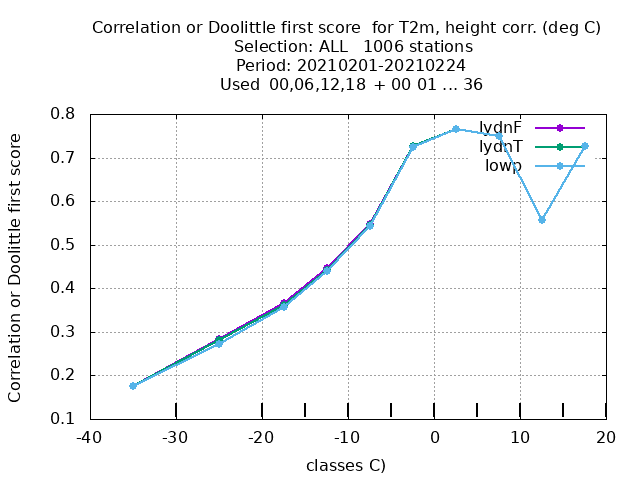 Correlation or Doolittle first score  for T2m, height corr. (deg C)
Selection: ALL   1006 stations
Period: 20210201-20210224
Used 00,06,12,18 + 00 01 ... 36
Correlation or Doolittle first score
0.8
0.7
0.6
0.5
0.4
0.3
0.2
0.1
lydnF
lydnT
lowp
-40 -30 -20 -10 0 10 20
classes C)